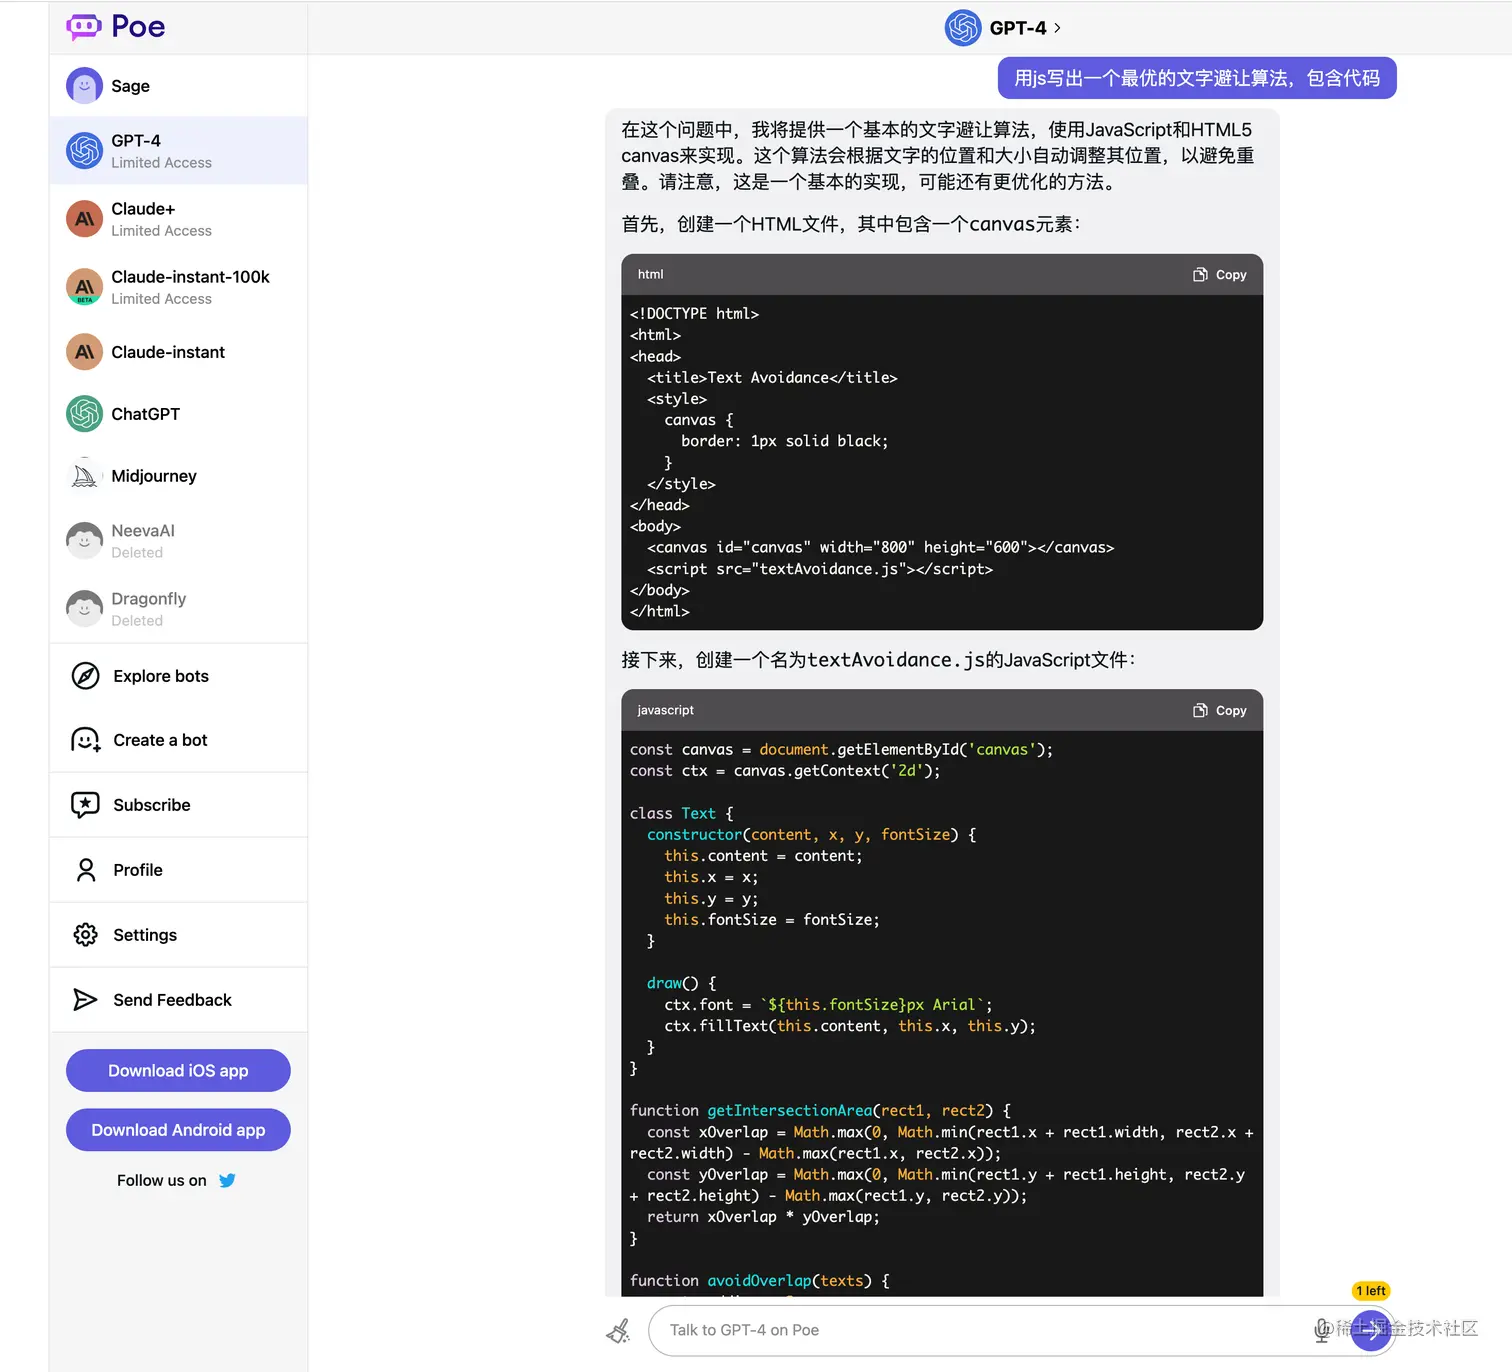 Poe
Sage
GPT-4
Limited Access
Claude+
Limited Access
Claude-instant-100k
Limited Access
BETA
Claude-instant
ChatGPT
Midjourney
NeevaAI
Deleted
Dragonfly
Deleted
Explore bots
Create a bot
Subscribe
Profile
Settings
Send Feedback
Download iOS app
Download Android app
Follow us on
GPT-4
用js写出一个最优的文字避让算法，包含代码
在这个问题中，我将提供一个基本的文字避让算法，使用JavaScript和HTML5
canvas来实现。这个算法会根据文字的位置和大小自动调整其位置，以避免重
叠。请注意，这是一个基本的实现，可能还有更优化的方法。
首先，创建一个HTML文件，其中包含一个canvas元素：
html
Copy
<!DOCTYPE html>
<html>
<head>
  <title>Text Avoidance</title>
  <style>
    canvas {
      border: 1px solid black;
    }
  </style>
</head>
<body>
  <canvas id="canvas" width="800" height="600"></canvas>
  <script src="textAvoidance.js"></script>
</body>
</html>
接下来，创建一个名为textAvoidance.js的JavaScript文件：
javascript
Copy
const canvas = document.getElementById('canvas');
const ctx = canvas.getContext('2d');
class Text {
  constructor(content, x, y, fontSize) {
    this.content = content;
    this.x = x;
    this.y = y;
    this.fontSize = fontSize;
  }
  draw() {
    ctx.font = `${this.fontSize}px Arial`;
    ctx.fillText(this.content, this.x, this.y);
  }
}
function getIntersectionArea(rect1, rect2) {
  const xOverlap = Math.max(0, Math.min(rect1.x + rect1.width, rect2.x +
rect2.width) - Math.max(rect1.x, rect2.x));
  const yOverlap = Math.max(0, Math.min(rect1.y + rect1.height, rect2.y
+ rect2.height) - Math.max(rect1.y, rect2.y));
  return xOverlap * yOverlap;
}
function avoidOverlap(texts) {
1 left
Talk to GPT-4 on Poe
@稀土掘金技术社区